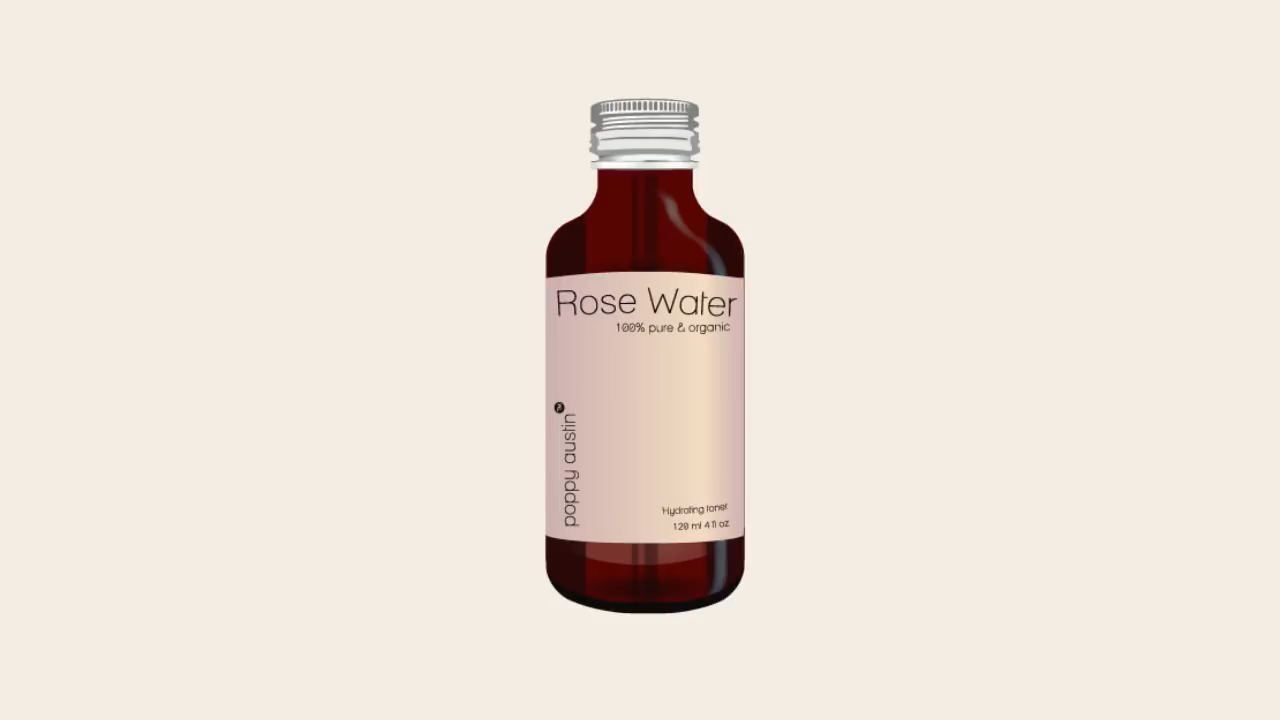 Rose Water
100% pure & organic
poppy austin
Hydrating toner
120 ml 4 fl oz